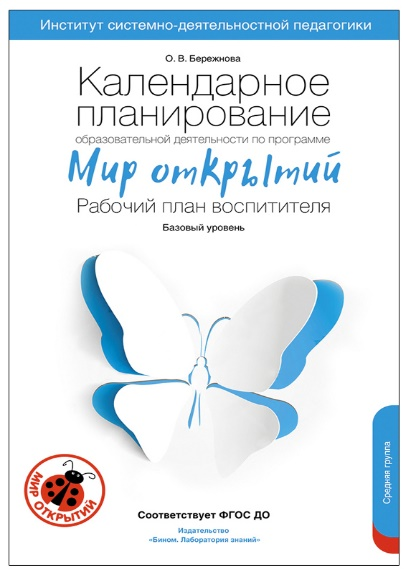 Институт системно-деятельностной педагогики
О. В. Бережнова
Календарное
планирование
образовательной деятельности по программе
Мир открытий
Рабочий план воспитителя
Базовый уровень
Средняя группа
МИР ОТКРЫТИЙ
Соответствует ФГОС ДО
Издательство
«Бином. Лаборатория знаний»